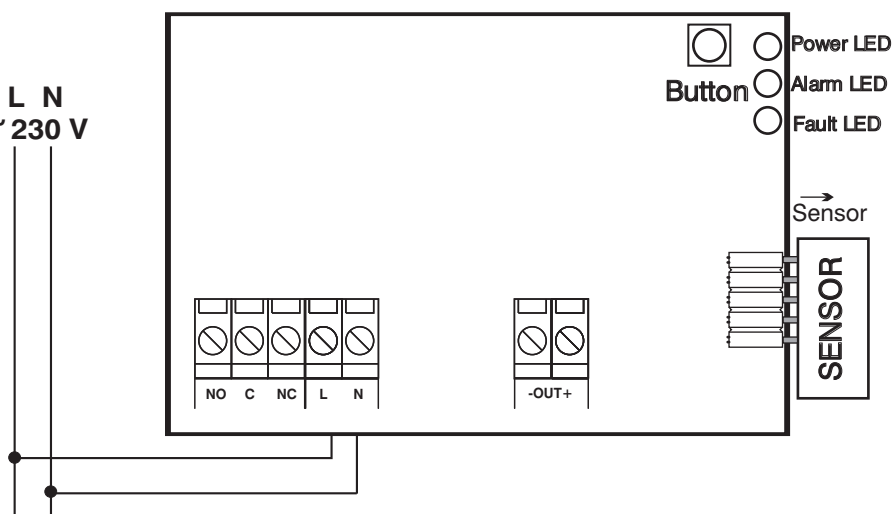 L N
~ 230 V
Button
Power LED
Alarm LED
Fault LED
Sensor
SENSOR
NO C NC L N
-OUT+